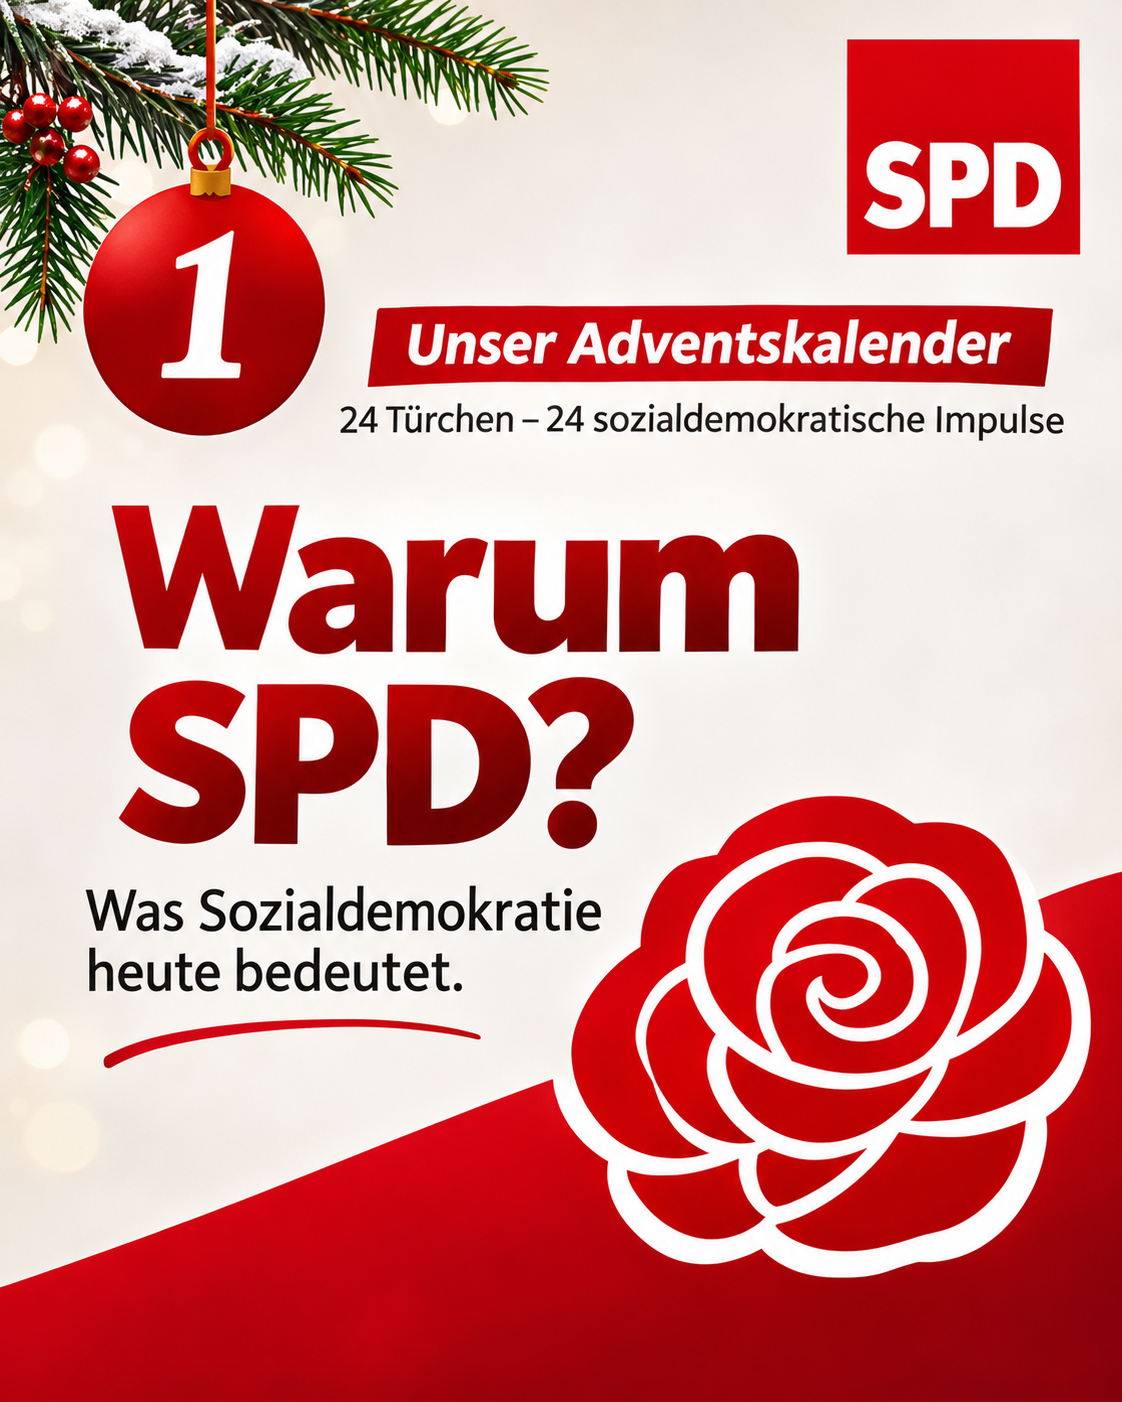 1
SPD
Unser Adventskalender
24 Türchen – 24 sozialdemokratische Impulse
Warum
SPD?
Was Sozialdemokratie
heute bedeutet.